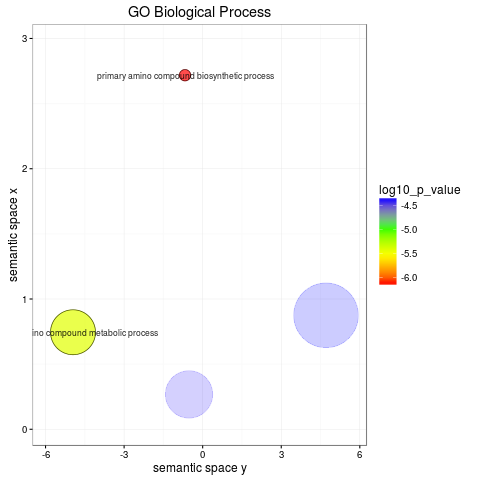 GO Biological Process
3
primary amino compound biosynthetic process
2
semantic space x
log10_p_value
-4.5
-5.0
-5.5
-6.0
1
ino compound metabolic process
0
-6
-3
0
3
6
semantic space y